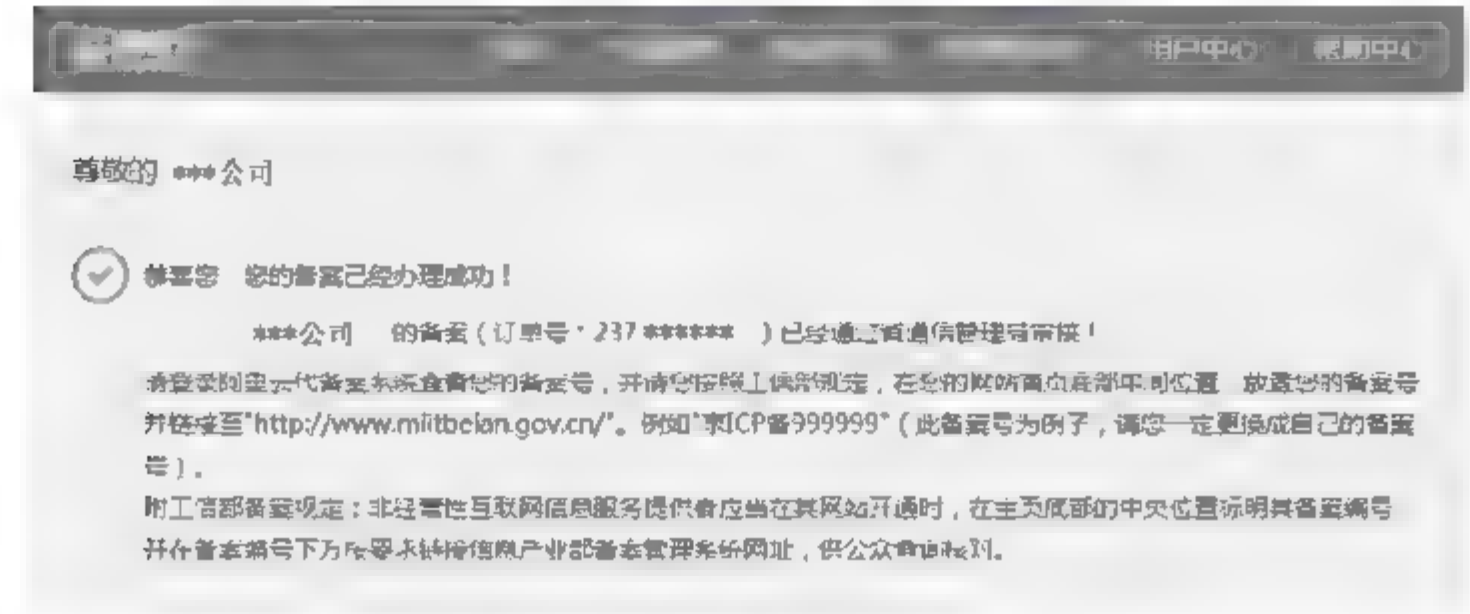 用户中心 帮助中心
尊敬的 ***公司
恭喜您 您的备案已经办理成功！
***公司 的备案（订单号：237****** ）已经通过省通信管理局审核！
请登录阿里云代备案系统查看您的备案号，并请您按照工信部规定，在您的网站首页底部中间位置 放置您的备案号
并链接至"http://www.miitbeian.gov.cn/"。例如"京ICP备999999"（此备案号为例子，请您一定更换成自己的备案
号）.
附工信部备案规定：非经营性互联网信息服务提供者应当在其网站开通时，在主页底部的中央位置标明其备案编号
并在备案编号下方按要求链接信息产业部备案管理系统网址，供公众查询核对。